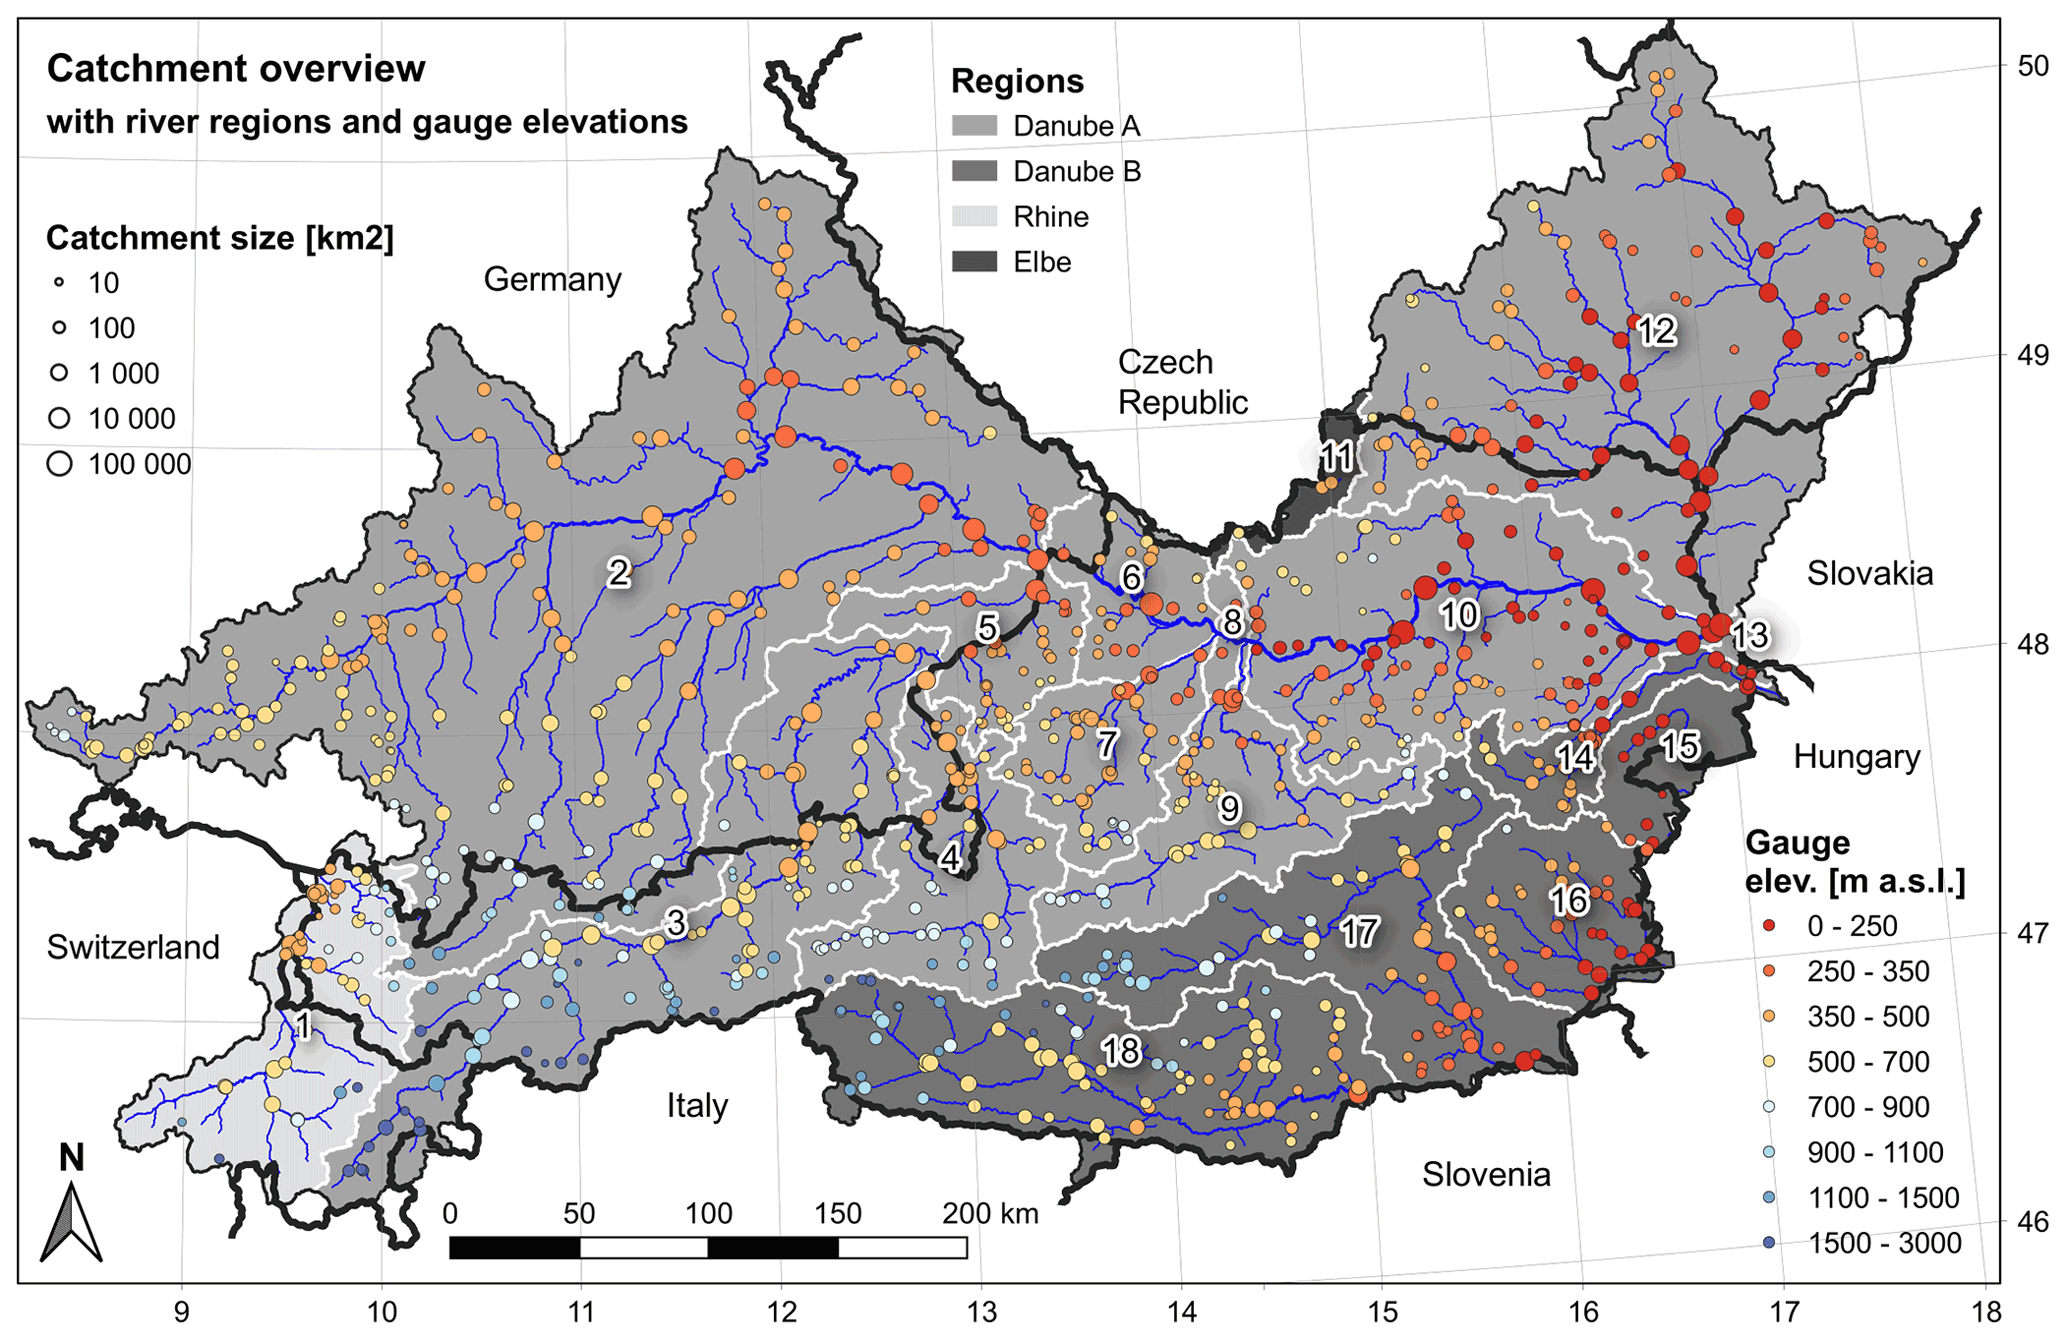 Catchment overview
with river regions and gauge elevations
Regions
Danube A
Danube B
Rhine
Elbe
Catchment size [km2]
10
100
1 000
10 000
100 000
Germany
Czech
Republic
Slovakia
Hungary
Switzerland
Italy
Slovenia
1
2
3
4
5
6
7
8
9
10
11
12
13
14
15
16
17
18
Gauge
elev. [m a.s.l.]
0 - 250
250 - 350
350 - 500
500 - 700
700 - 900
900 - 1100
1100 - 1500
1500 - 3000
N
0 50 100 150 200 km
50
49
48
47
46
9 10 11 12 13 14 15 16 17 18